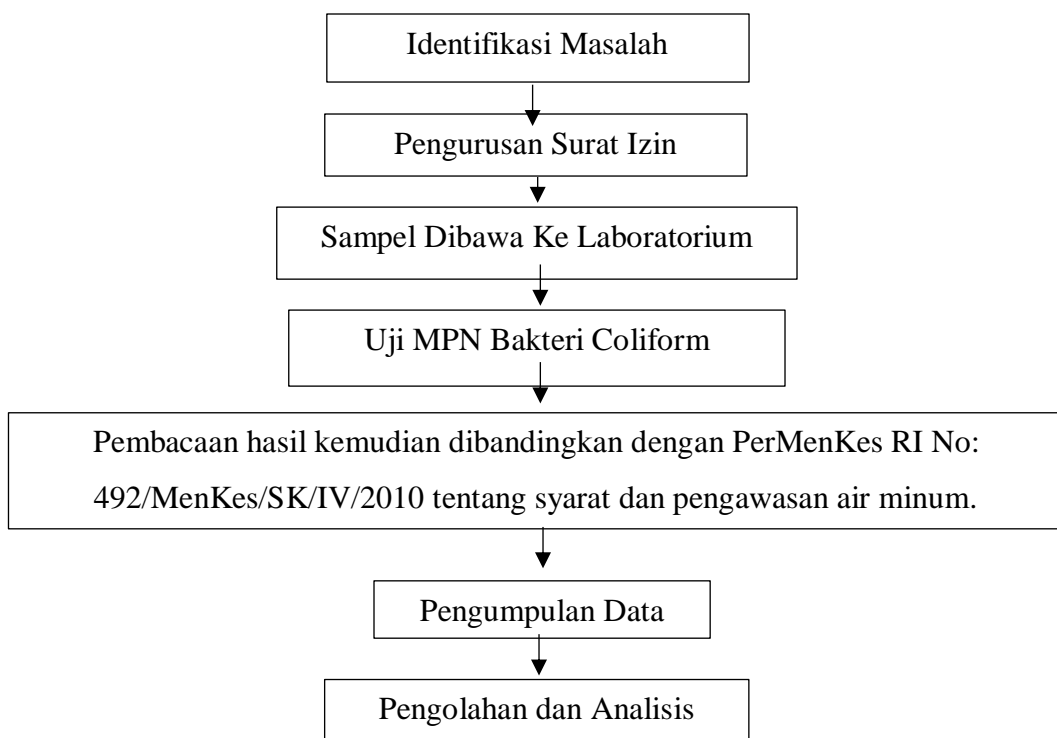 Identifikasi Masalah
Pengurusan Surat Izin
Sampel Dibawa Ke Laboratorium
Uji MPN Bakteri Coliform
Pembacaan hasil kemudian dibandingkan dengan PerMenKes RI No:
492/MenKes/SK/IV/2010 tentang syarat dan pengawasan air minum.
Pengumpulan Data
Pengolahan dan Analisis